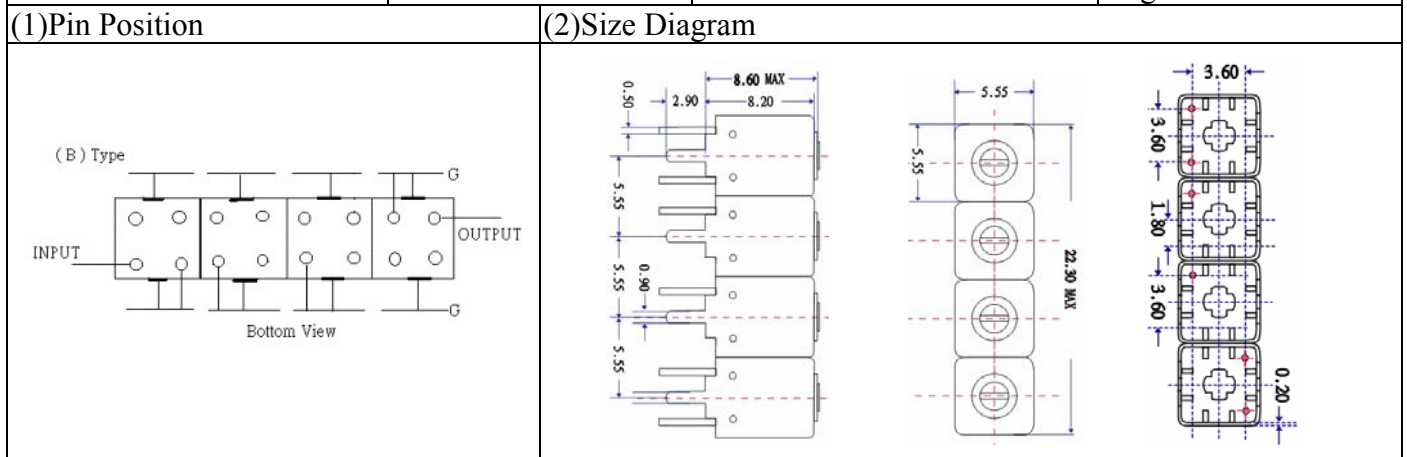 (1)Pin Position
(2)Size Diagram
(B) Type
G
INPUT
OUTPUT
G
Bottom View
8.60 MAX
0.50
2.90
8.20
5.55
5.55
0.90
5.55
5.55
5.55
22.30 MAX
3.60
3.60
1.80
3.60
0.20